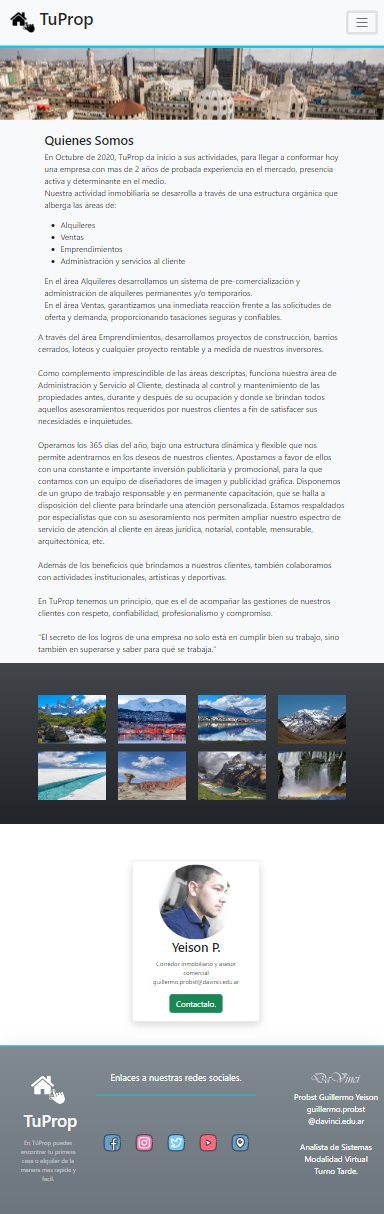 TuProp
Quienes Somos
En Octubre de 2020, TuProp da inicio a sus actividades, para llegar a conformar hoy
una empresa con mas de 2 años de probada experiencia en el mercado, presencia
activa y determinante en el medio.
Nuestra actividad inmobiliaria se desarrolla a través de una estructura orgánica que
alberga las áreas de:
Alquileres
Ventas
Emprendimientos
Administración y servicios al cliente
En el área Alquileres desarrollamos un sistema de pre-comercialización y
administración de alquileres permanentes y/o temporarios.
En el área Ventas, garantizamos una inmediata reacción frente a las solicitudes de
oferta y demanda, proporcionando tasaciones seguras y confiables.
A través del área Emprendimientos, desarrollamos proyectos de construcción, barrios
cerrados, loteos y cualquier proyecto rentable y a medida de nuestros inversores.
Como complemento imprescindible de las áreas descriptas, funciona nuestra área de
Administración y Servicio al Cliente, destinada al control y mantenimiento de las
propiedades antes, durante y después de su ocupación y donde se brindan todos
aquellos asesoramientos requeridos por nuestros clientes a fin de satisfacer sus
necesidades e inquietudes.
Operamos los 365 días del año, bajo una estructura dinámica y flexible que nos
permite adentrarnos en los deseos de nuestros clientes. Apostamos a favor de ellos
con una constante e importante inversión publicitaria y promocional, para la que
contamos con un equipo de diseñadores de imagen y publicidad gráfica. Disponemos
de un grupo de trabajo responsable y en permanente capacitación, que se halla a
disposición del cliente para brindarle una atención personalizada. Estamos respaldados
por especialistas que con su asesoramiento nos permiten ampliar nuestro espectro de
servicio de atención al cliente en áreas jurídica, notarial, contable, mensurable,
arquitectónica, etc.
Además de los beneficios que brindamos a nuestros clientes, también colaboramos
con actividades institucionales, artísticas y deportivas.
En TuProp tenemos un principio, que es el de acompañar las gestiones de nuestros
clientes con respeto, confiabilidad, profesionalismo y compromiso.
"El secreto de los logros de una empresa no solo está en cumplir bien su trabajo, sino
también en superarse y saber para qué se trabaja."
Yeison P.
Corredor inmobiliario y asesor
comercial
guillermo.probst@davinci.edu.ar
Contactalo.
TuProp
En TúProp puedes
encontrar tu primera
casa o alquiler de la
manera mas rapida y
facil.
Enlaces a nuestras redes sociales.
Da Vinci
Probst Guillermo Yeison
guillermo.probst
@davinci.edu.ar
Analista de Sistemas
Modalidad Virtual
Turno Tarde.